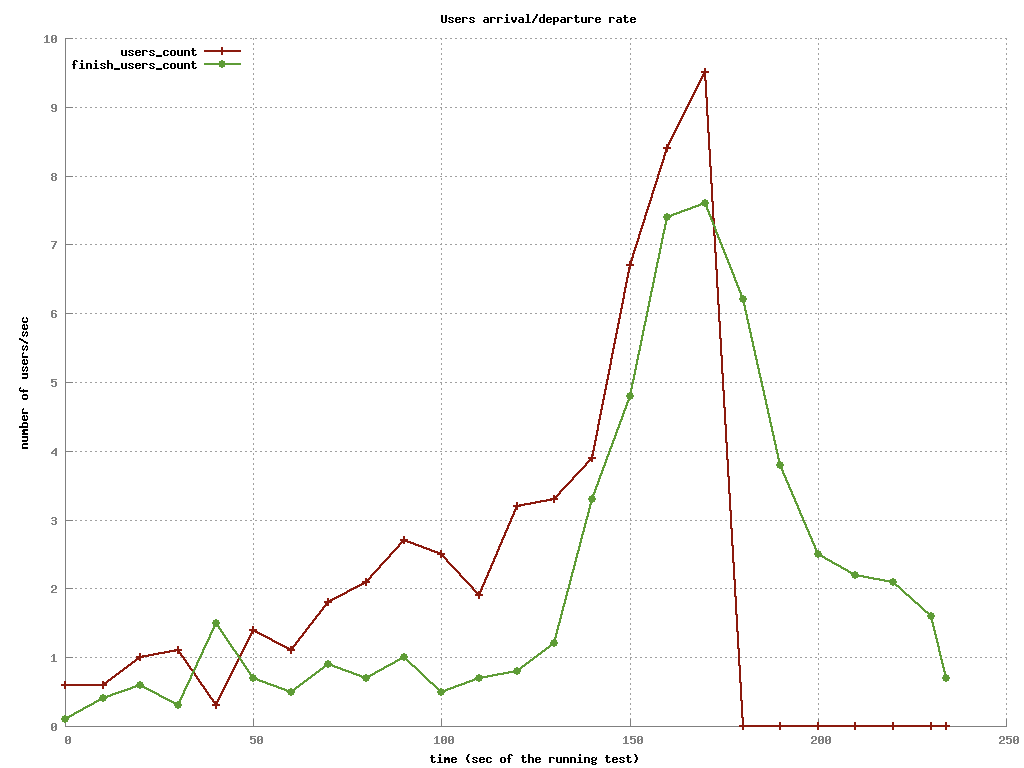 Users arrival/departure rate
users_count
finish_users_count
10
9
8
7
6
5
4
3
2
1
0
number of users/sec
0 50 100 150 200 250
time (sec of the running test)